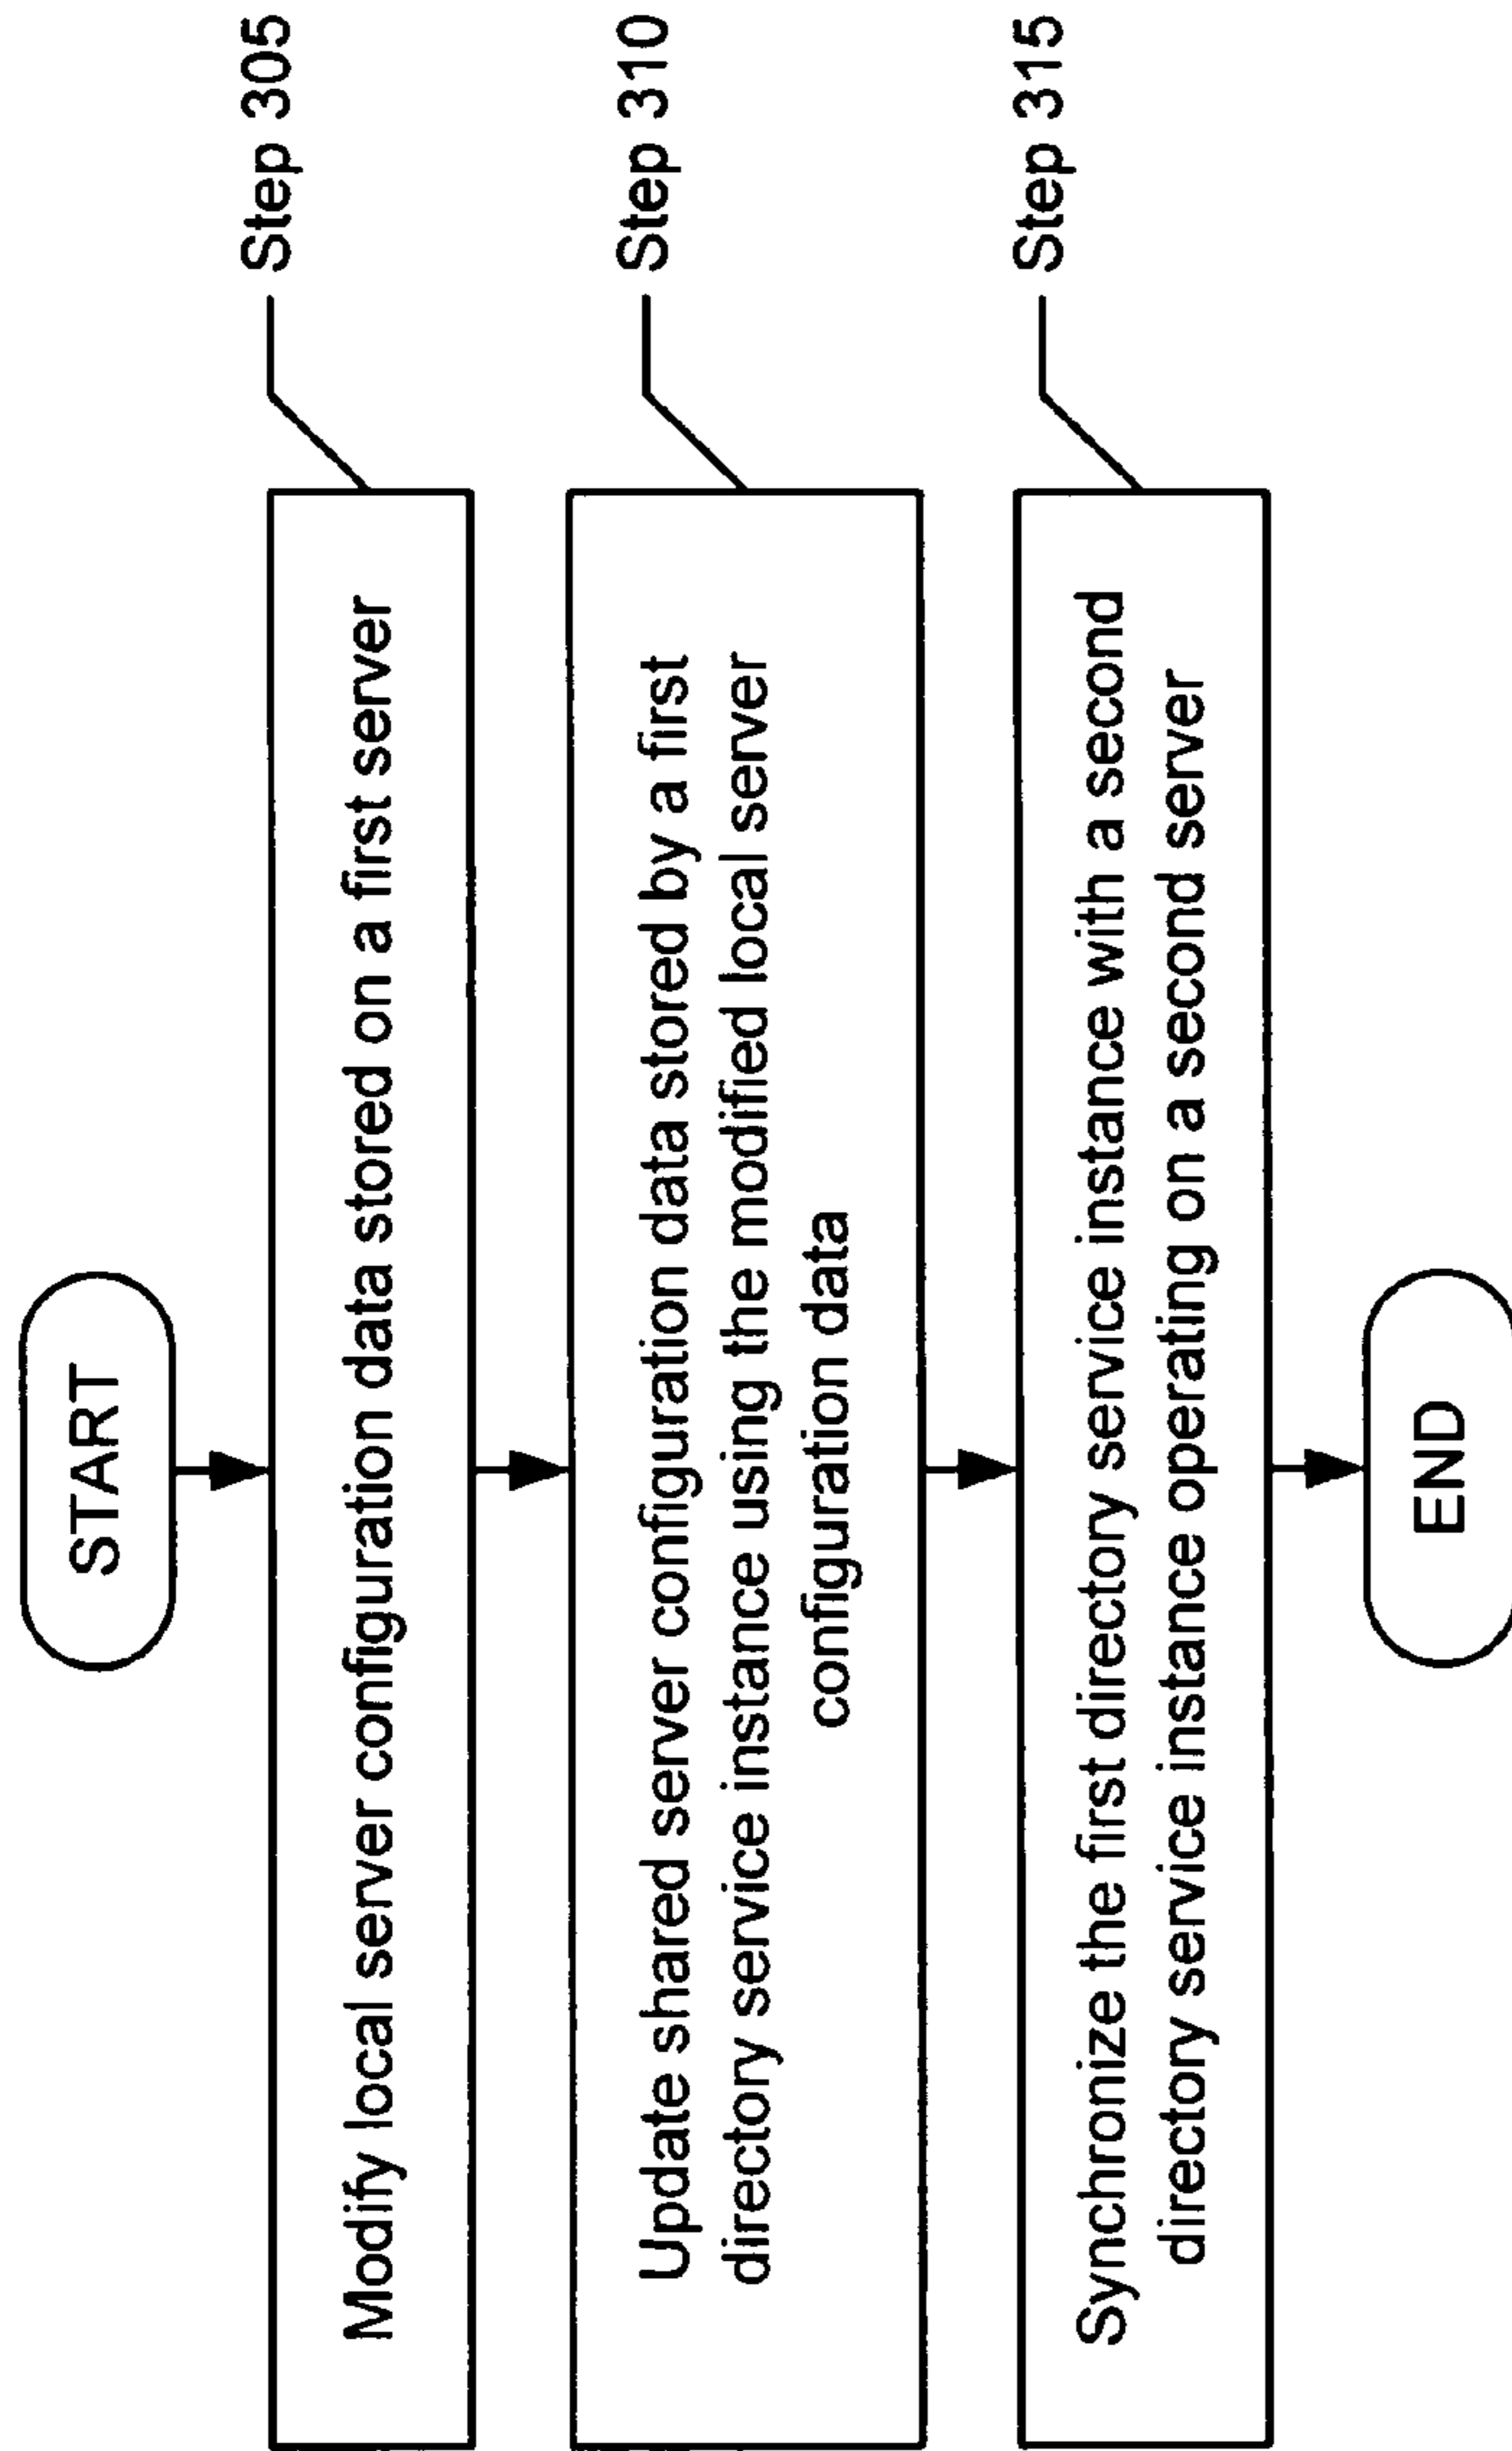 START
Step 305
Modify local server configuration data stored on a first server
Step 310
Update shared server configuration data stored by a first
directory service instance using the modified local server
configuration data
Step 315
Synchronize the first directory service instance with a second
directory service instance operating on a second server
END